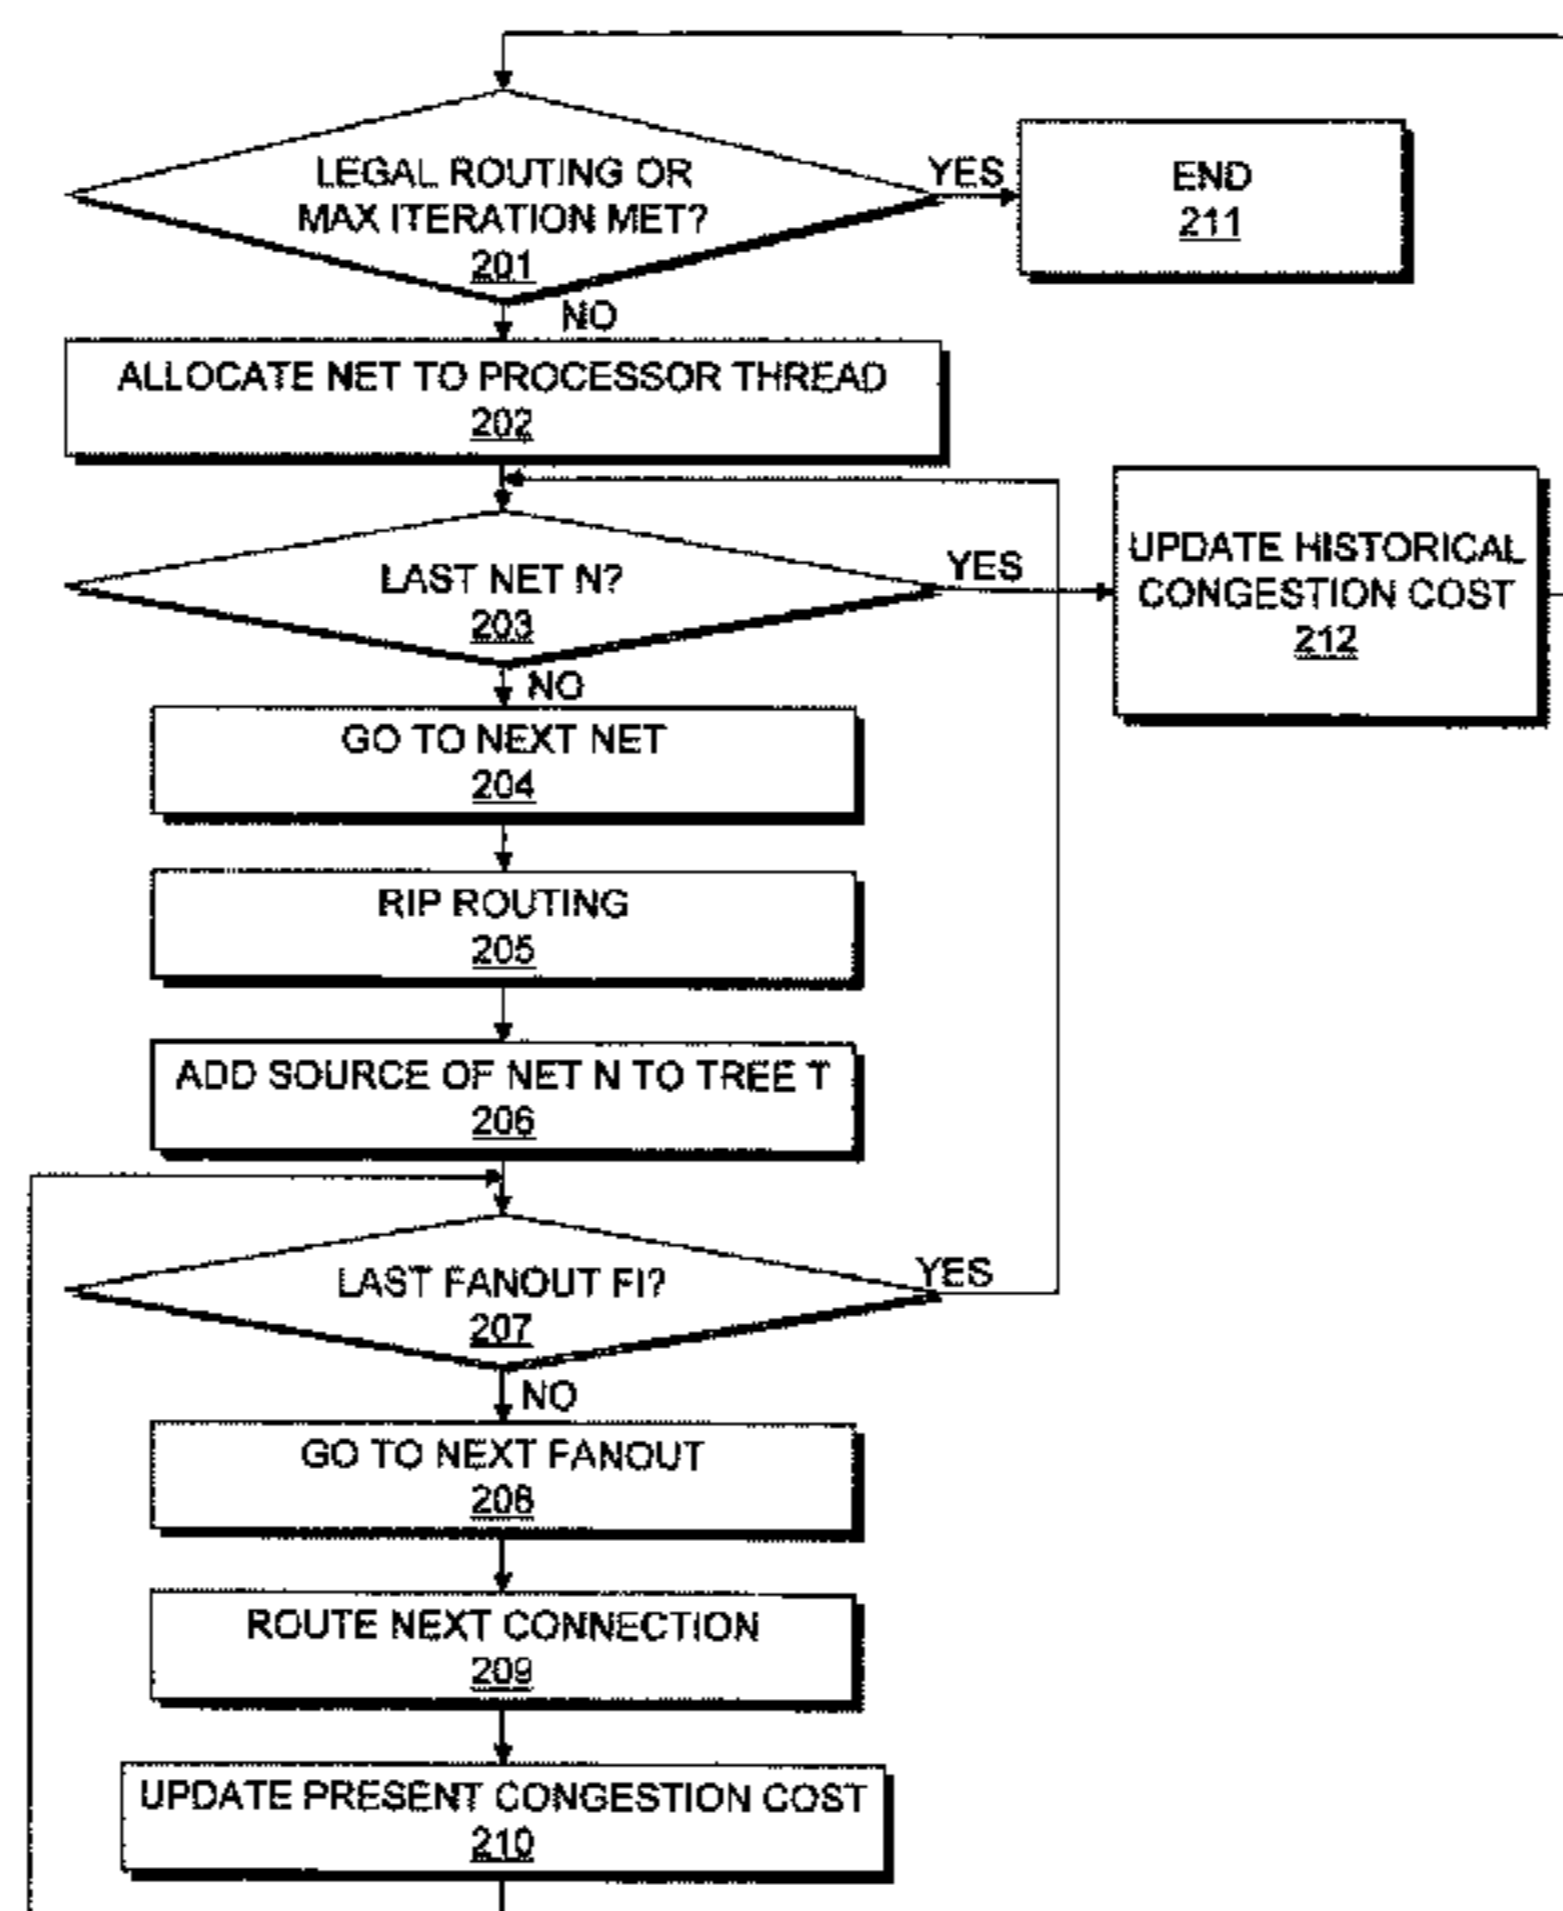 LEGAL ROUTING OR
MAX ITERATION MET?
201
YES
END
211
NO
ALLOCATE NET TO PROCESSOR THREAD
202
LAST NET N?
203
YES
UPDATE HISTORICAL
CONGESTION COST
212
NO
GO TO NEXT NET
204
RIP ROUTING
205
ADD SOURCE OF NET N TO TREE T
206
LAST FANOUT FI?
207
YES
NO
GO TO NEXT FANOUT
208
ROUTE NEXT CONNECTION
209
UPDATE PRESENT CONGESTION COST
210